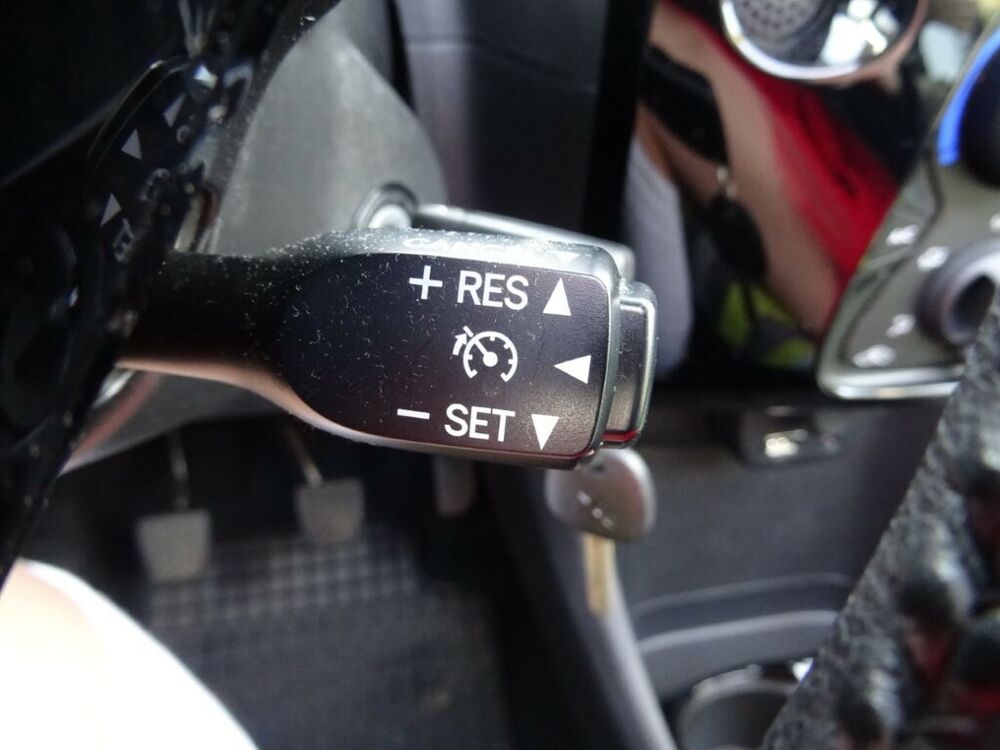 + RES
− SET